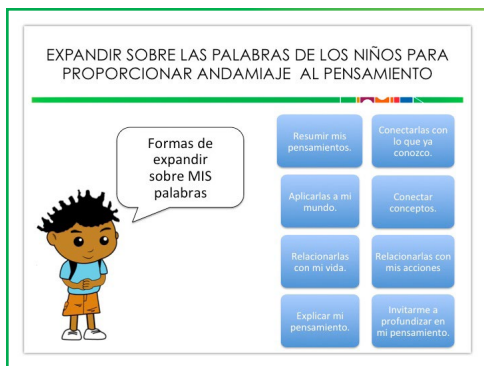 EXPANDIR SOBRE LAS PALABRAS DE LOS NIÑOS PARA
PROPORCIONAR ANDAMIAJE AL PENSAMIENTO
Formas de
expandir
sobre MIS
palabras
Resumir mis
pensamientos.
Conectarlas con
lo que ya
conozco.
Aplicarlas a mi
mundo.
Conectar
conceptos.
Relacionarlas
con mi vida.
Relacionarlas con
mis acciones
Explicar mi
pensamiento.
Invitarme a
profundizar en
mi pensamiento.